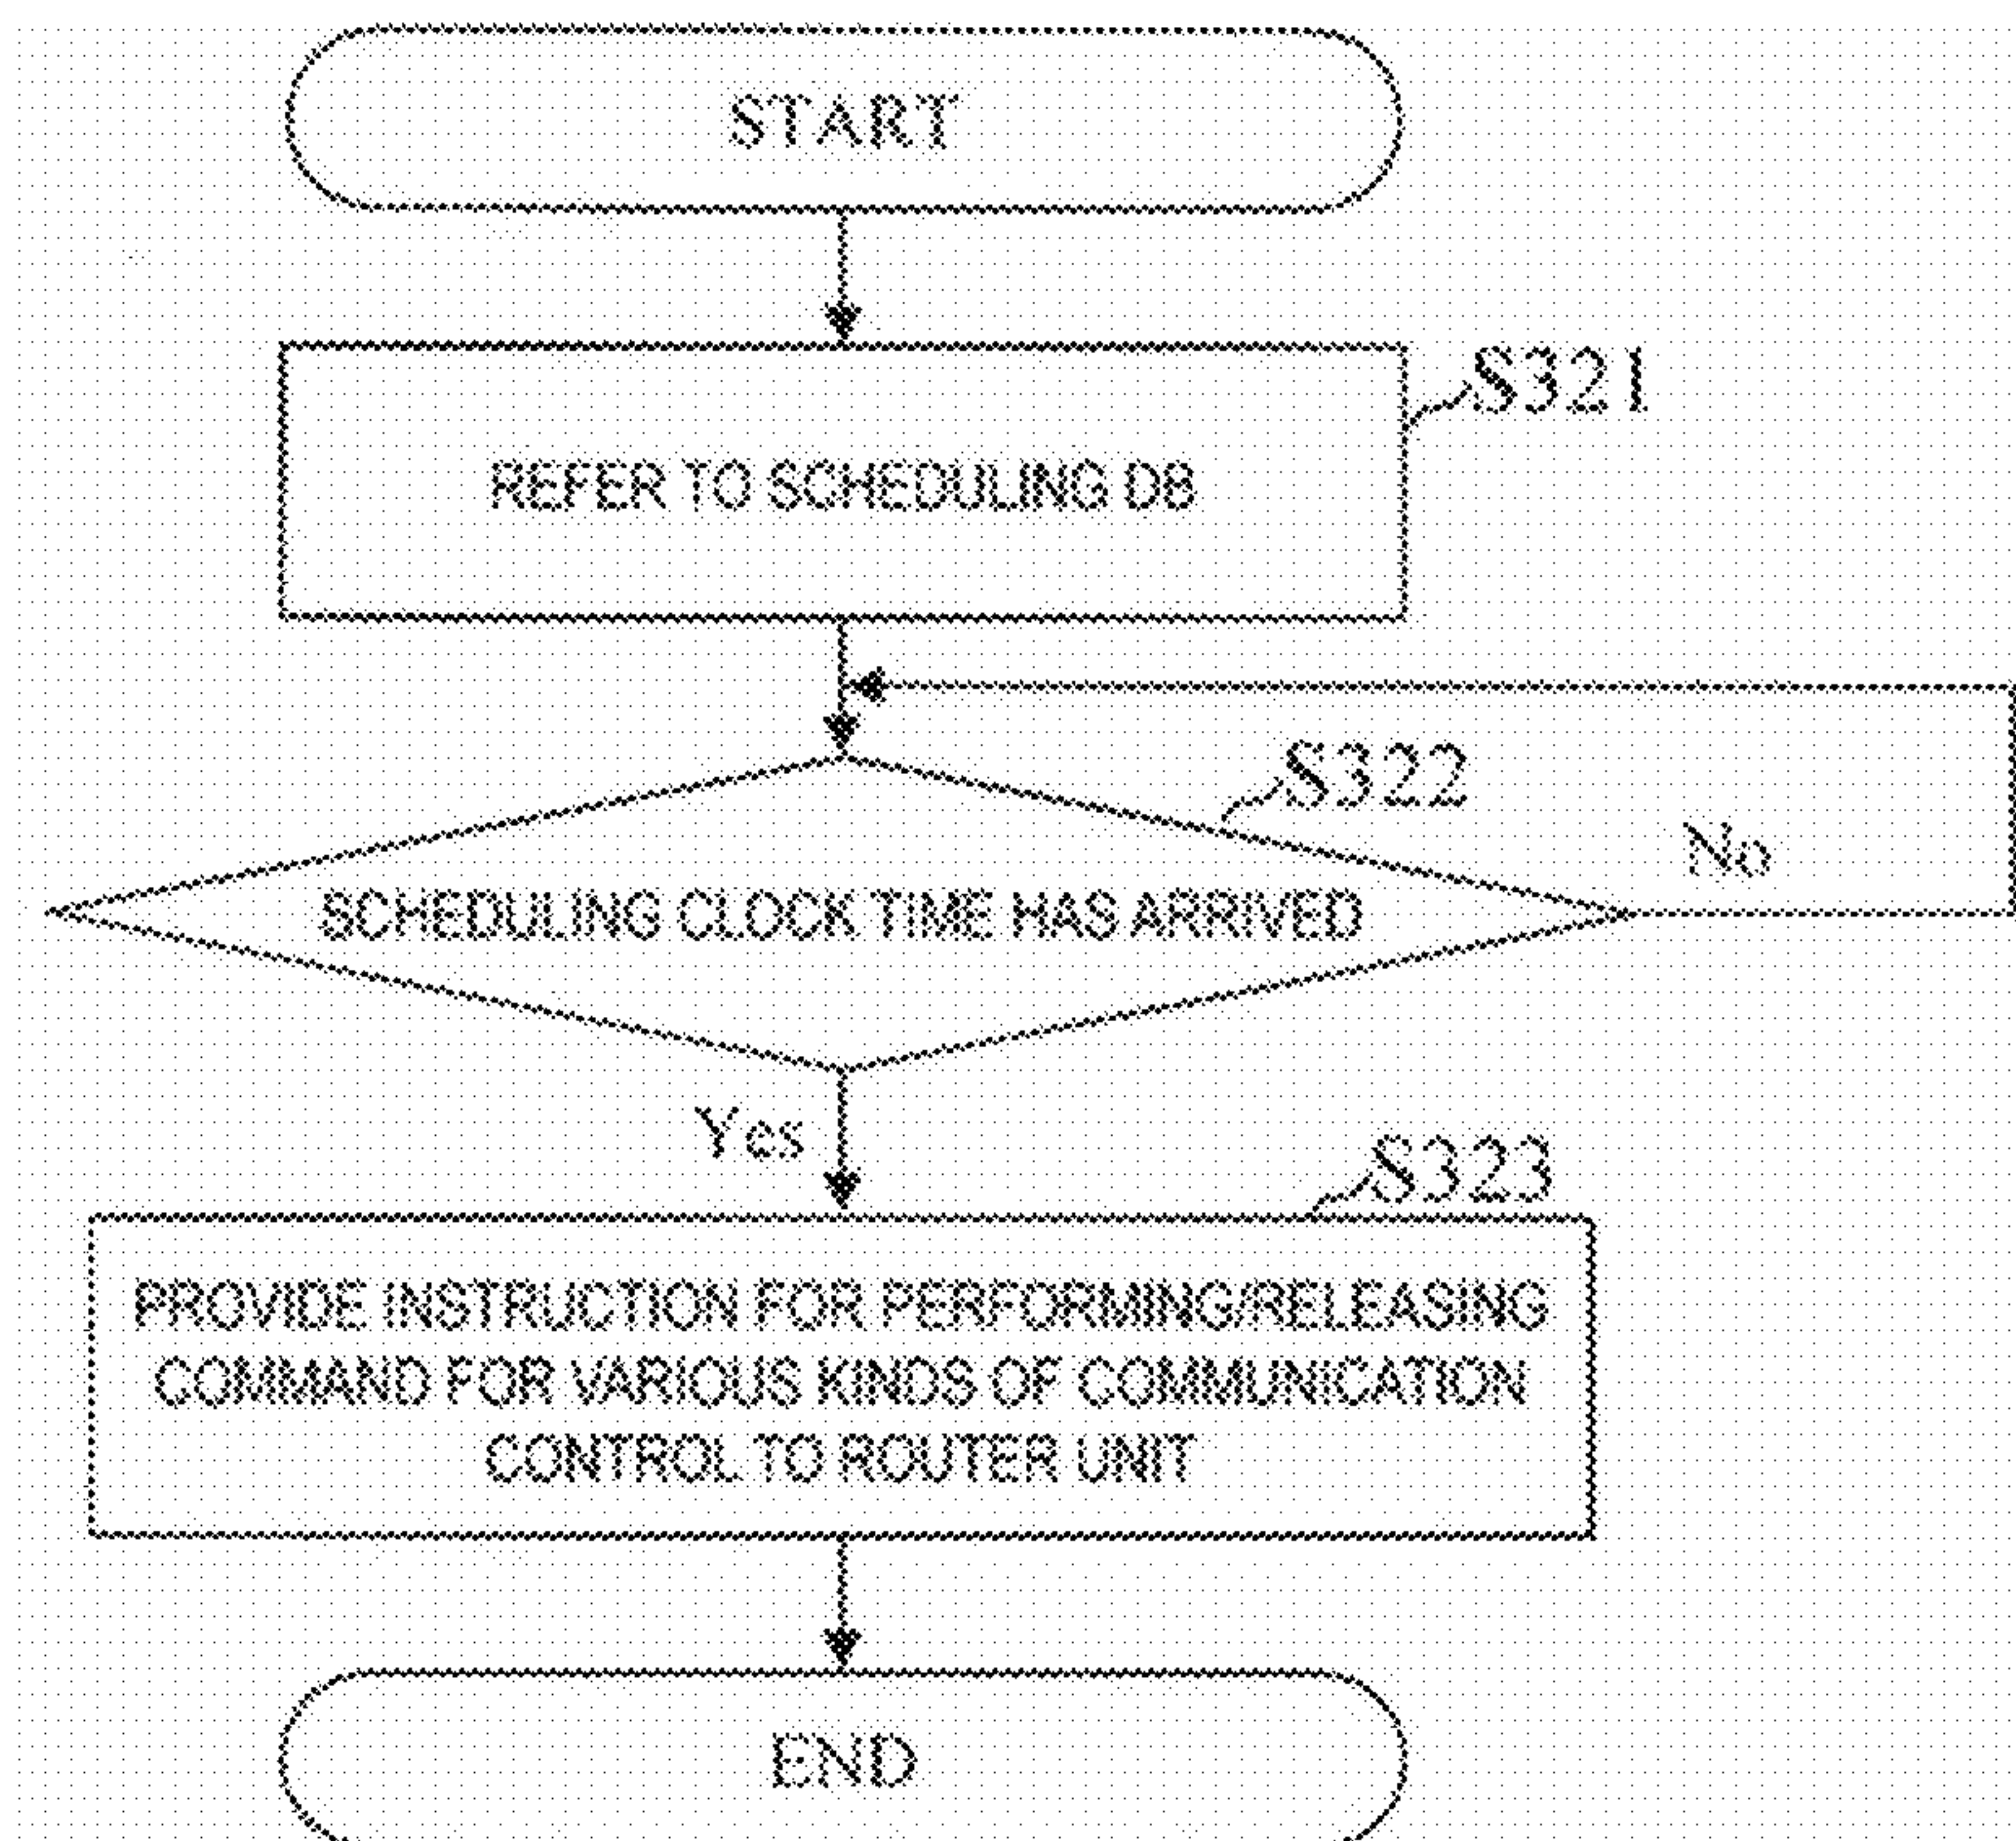 START
S321
REFER TO SCHEDULING DB
S322
No
SCHEDULING CLOCK TIME HAS ARRIVED
Yes
S323
PROVIDE INSTRUCTION FOR PERFORMING/RELEASING
COMMAND FOR VARIOUS KINDS OF COMMUNICATION
CONTROL TO ROUTER UNIT
END